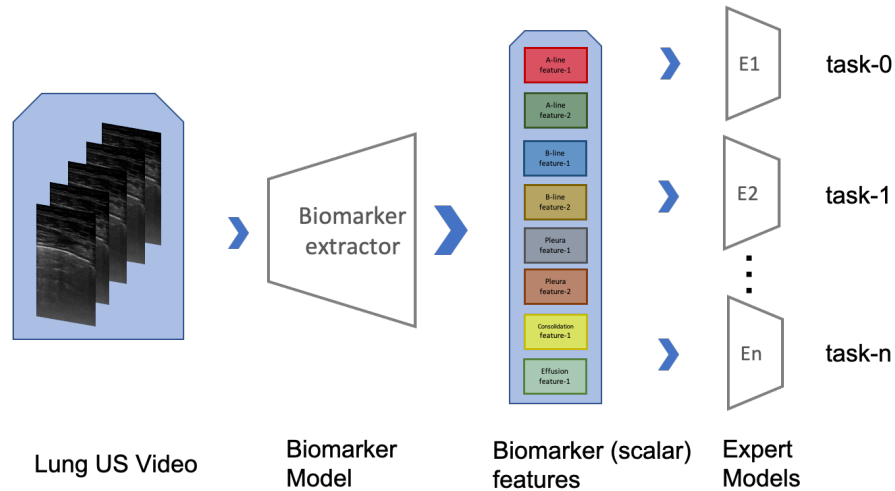 Biomarker
extractor
A-line
feature-1
A-line
feature-2
B-line
feature-1
B-line
feature-2
Pleura
feature-1
Pleura
feature-2
Consolidation
feature-1
Effusion
feature-1
E1
task-0
E2
task-1
En
task-n
Lung US Video
Biomarker
Model
Biomarker (scalar)
features
Expert
Models